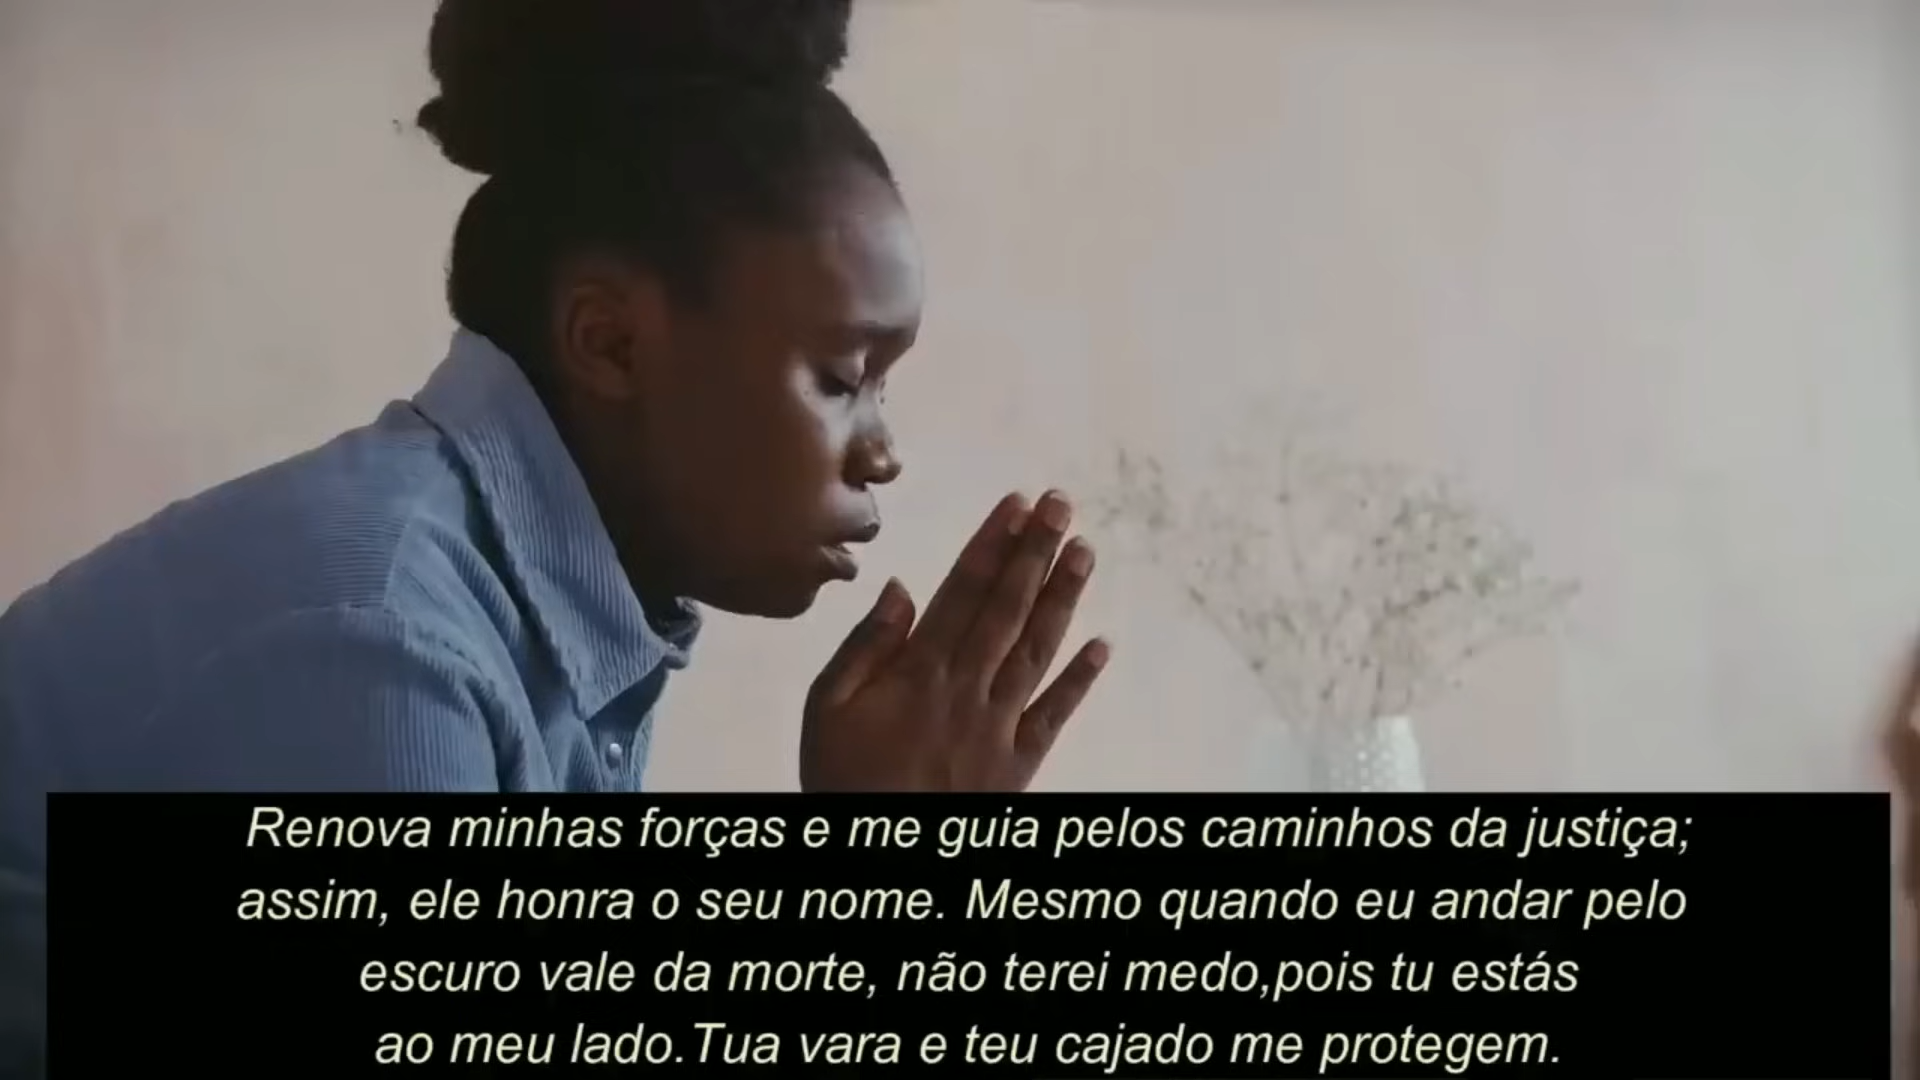 Renova minhas forças e me guia pelos caminhos da justiça;
assim, ele honra o seu nome. Mesmo quando eu andar pelo
escuro vale da morte, não terei medo,pois tu estás
ao meu lado.Tua vara e teu cajado me protegem.